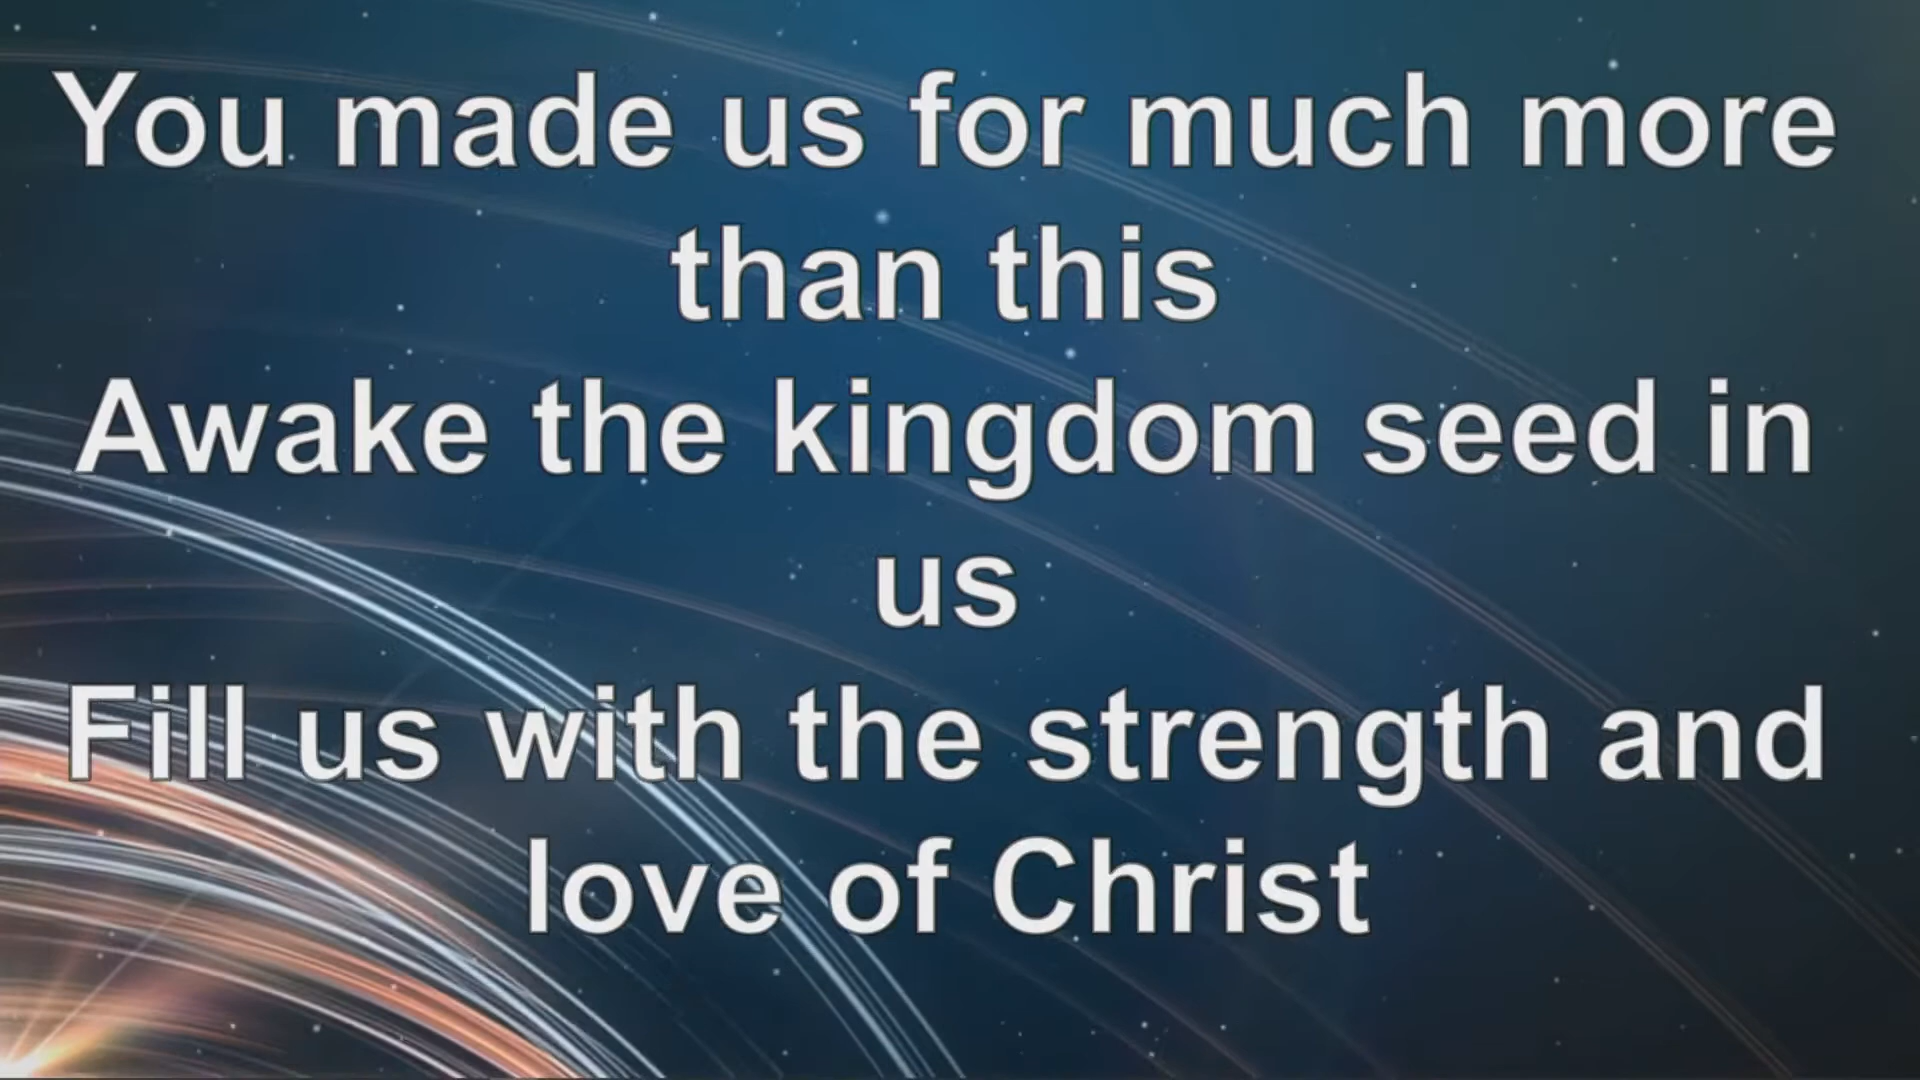 You made us for much more
than this
Awake the kingdom seed in
us
Fill us with the strength and
love of Christ